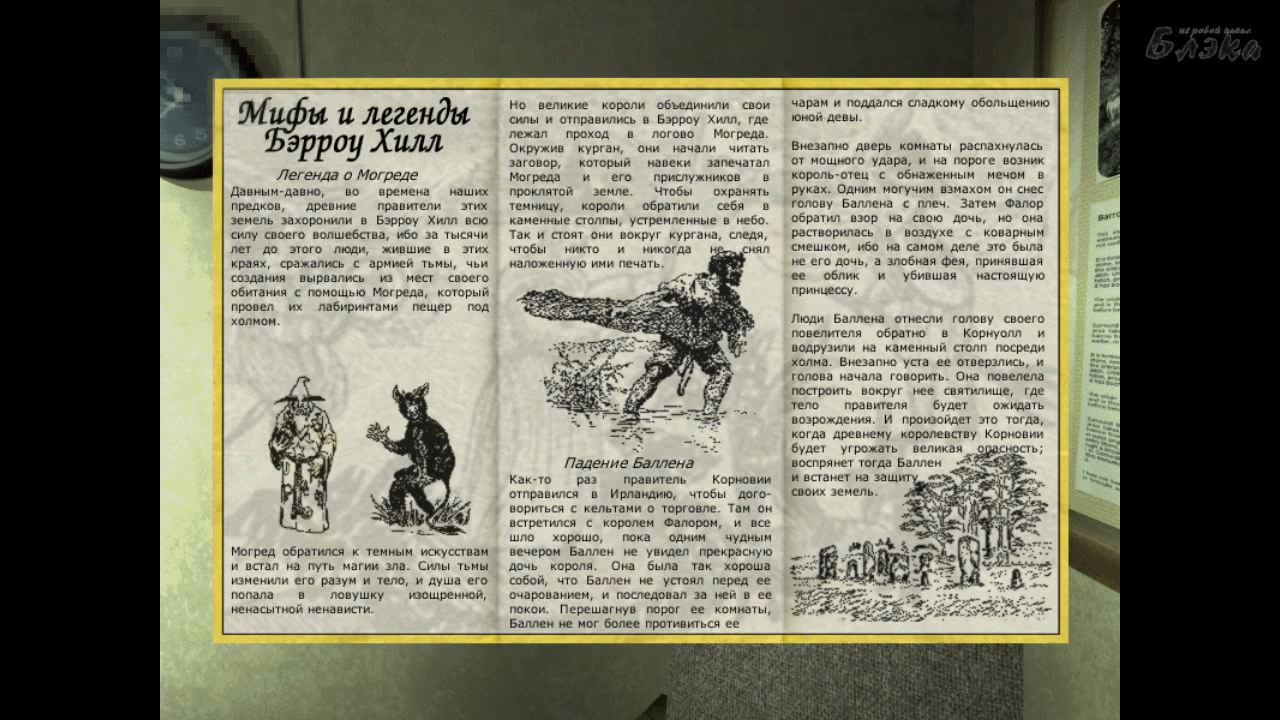 игровой канал
Блэка
6
5
Мифы и легенды
Бэрроу Хилл
Легенда о Могреде
Давным-давно, во времена наших
предков, древние правители этих
земель захоронили в Бэрроу Хилл всю
силу своего волшебства, ибо за тысячи
лет до этого люди, жившие в этих
краях, сражались с армией тьмы, чьи
создания вырвались из мест своего
обитания с помощью Могреда, который
провел их лабиринтами пещер под
холмом.
Могред обратился к темным искусствам
и встал на путь магии зла. Силы тьмы
изменили его разум и тело, и душа его
попала в ловушку изощренной,
ненасытной ненависти.
Но великие короли объединили свои
силы и отправились в Бэрроу Хилл, где
лежал проход в логово Могреда.
Окружив курган, они начали читать
заговор, который навеки запечатал
Могреда и его прислужников в
проклятой земле. Чтобы охранять
темницу, короли обратили себя в
каменные столпы, устремленные в небо.
Так и стоят они вокруг кургана, следя,
чтобы никто и никогда не снял
наложенную ими печать.
Падение Баллена
Как-то раз правитель Корновии
отправился в Ирландию, чтобы дого-
вориться с кельтами о торговле. Там он
встретился с королем Фалором, и все
шло хорошо, пока одним чудным
вечером Баллен не увидел прекрасную
дочь короля. Она была так хороша
собой, что Баллен не устоял перед ее
очарованием, и последовал за ней в ее
покои. Перешагнув порог ее комнаты,
Баллен не мог более противиться ее
чарам и поддался сладкому обольщению
юной девы.
Внезапно дверь комнаты распахнулась
от мощного удара, и на пороге возник
король-отец с обнаженным мечом в
руках. Одним могучим взмахом он снес
голову Баллена с плеч. Затем Фалор
обратил взор на свою дочь, но она
растворилась в воздухе с коварным
смешком, ибо на самом деле это была
не его дочь, а злобная фея, принявшая
ее облик и убившая настоящую
принцессу.
Люди Баллена отнесли голову своего
повелителя обратно в Корнуолл и
водрузили на каменный столп посреди
холма. Внезапно уста ее отверзлись, и
голова начала говорить. Она повелела
построить вокруг нее святилище, где
тело правителя будет ожидать
возрождения. И произойдет это тогда,
когда древнему королевству Корновии
будет угрожать великая опасность;
воспрянет тогда Баллен
и встанет на защиту
своих земель.